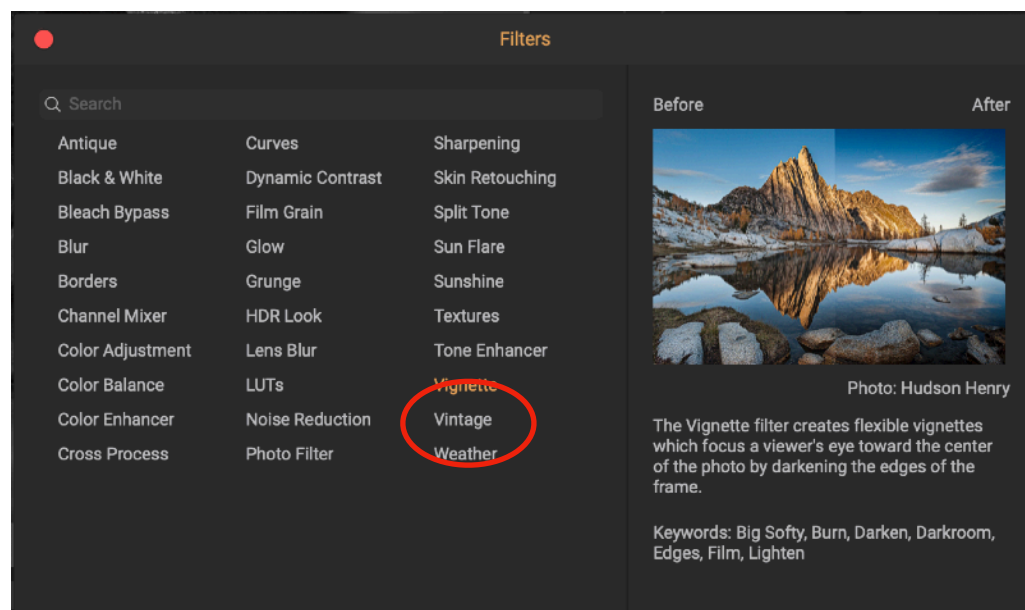 Filters
Search
Before
After
Antique
Curves
Sharpening
Black & White
Dynamic Contrast
Skin Retouching
Bleach Bypass
Film Grain
Split Tone
Blur
Glow
Sun Flare
Borders
Grunge
Sunshine
Channel Mixer
HDR Look
Textures
Color Adjustment
Lens Blur
Tone Enhancer
Color Balance
LUTs
Vignette
Color Enhancer
Noise Reduction
Vintage
Cross Process
Photo Filter
Weather
Photo: Hudson Henry
The Vignette filter creates flexible vignettes
which focus a viewer's eye toward the center
of the photo by darkening the edges of the
frame.
Keywords: Big Softy, Burn, Darken, Darkroom,
Edges, Film, Lighten